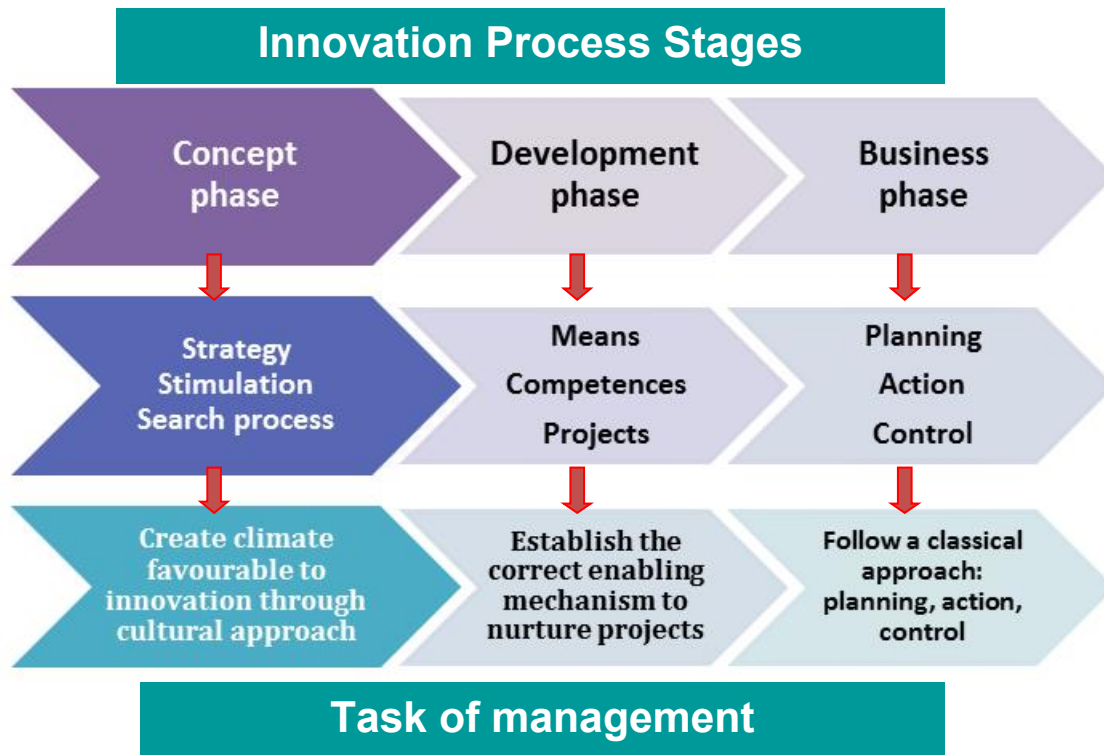 Innovation Process Stages
Concept
phase
Development
phase
Business
phase
Strategy
Stimulation
Search process
Means
Competences
Projects
Planning
Action
Control
Create climate
favourable to
innovation through
cultural approach
Establish the
correct enabling
mechanism to
nurture projects
Follow a classical
approach:
planning, action,
control
Task of management